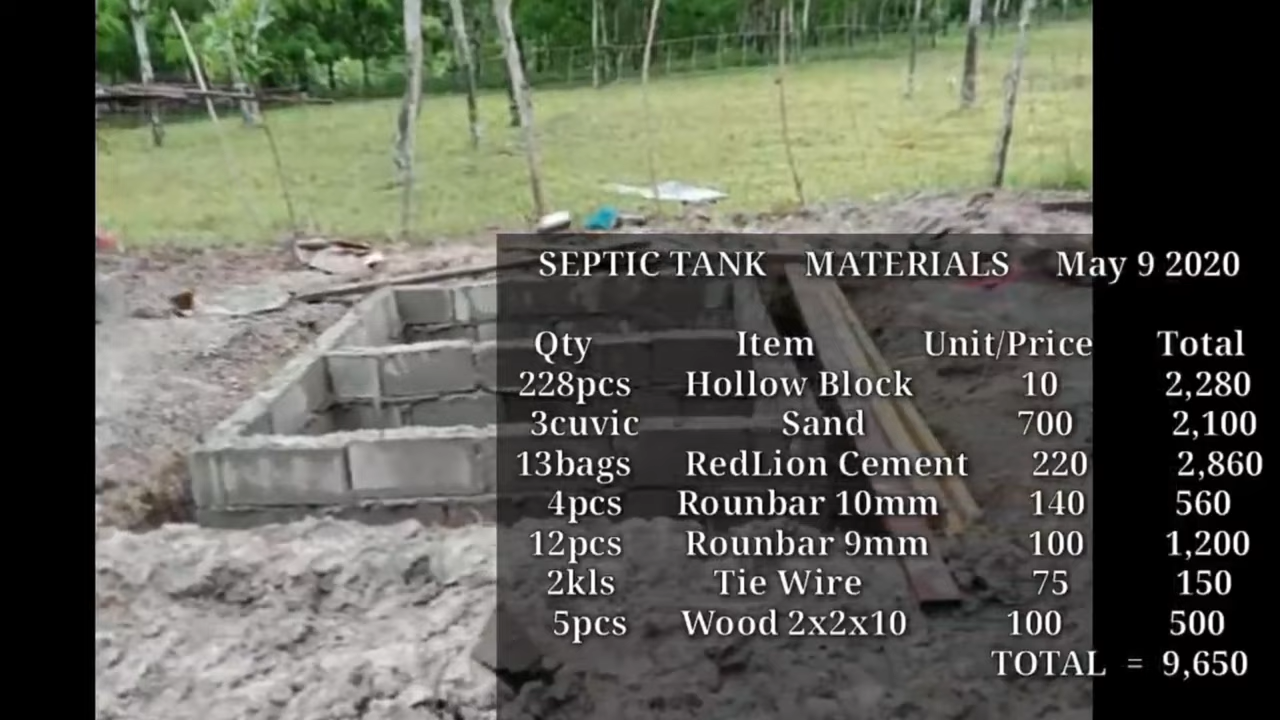 SEPTIC TANK MATERIALS May 9 2020
Qty Item Unit/Price Total
228pcs Hollow Block 10 2,280
3cuvic Sand 700 2,100
13bags RedLion Cement 220 2,860
4pcs Rounbar 10mm 140 560
12pcs Rounbar 9mm 100 1,200
2kls Tie Wire 75 150
5pcs Wood 2x2x10 100 500
TOTAL = 9,650